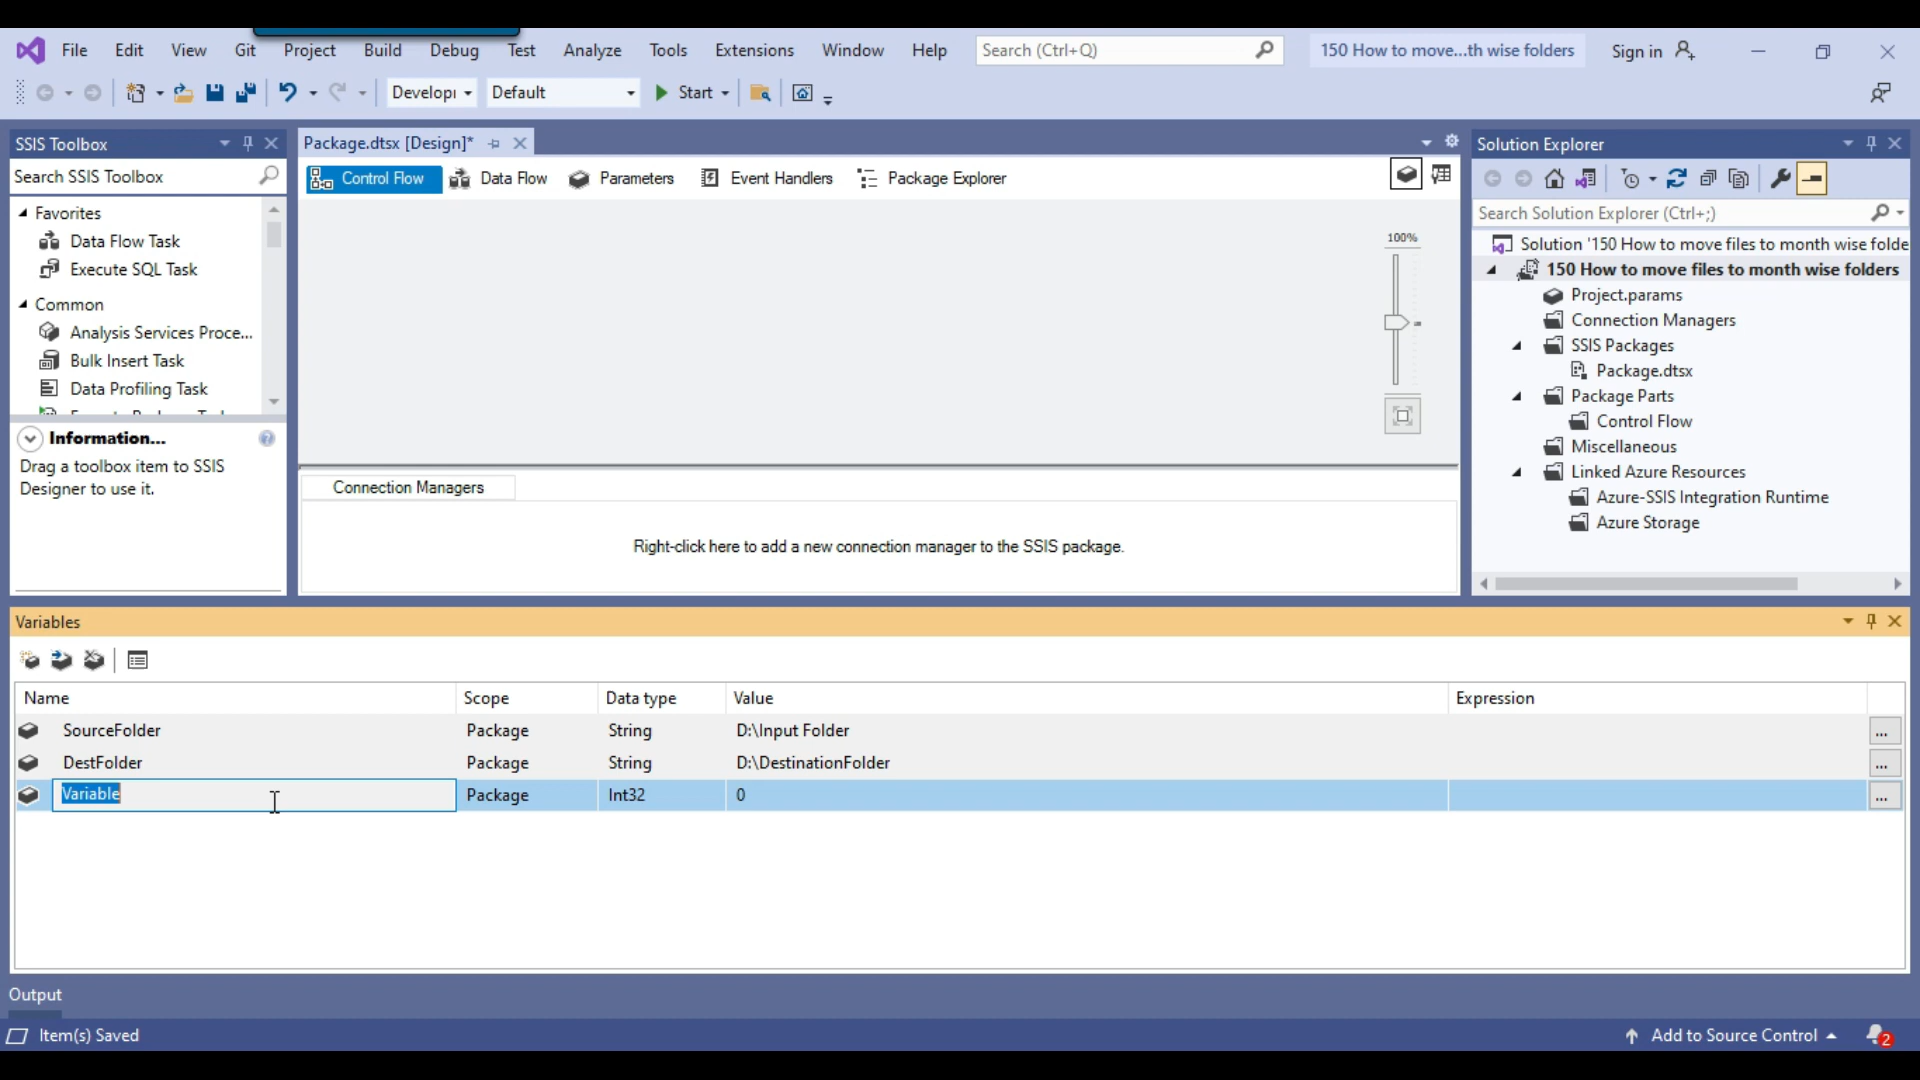 File Edit View Git Project Build Debug Test Analyze Tools Extensions Window Help Search (Ctrl+Q) 150 How to move...th wise folders Sign in
Developi Default Start
SSIS Toolbox
Search SSIS Toolbox
Favorites
Data Flow Task
Execute SQL Task
Common
Analysis Services Proce...
Bulk Insert Task
Data Profiling Task
Information...
Drag a toolbox item to SSIS
Designer to use it.
Package.dtsx [Design]*
Control Flow Data Flow Parameters Event Handlers Package Explorer
100%
Connection Managers
Right-click here to add a new connection manager to the SSIS package.
Solution Explorer
Search Solution Explorer (Ctrl+;)
Solution '150 How to move files to month wise folde
150 How to move files to month wise folders
Project.params
Connection Managers
SSIS Packages
Package.dtsx
Package Parts
Control Flow
Miscellaneous
Linked Azure Resources
Azure-SSIS Integration Runtime
Azure Storage
Variables
Name Scope Data type Value Expression
SourceFolder Package String D:\Input Folder ...
DestFolder Package String D:\DestinationFolder ...
Variable Package Int32 0 ...
Output
Item(s) Saved Add to Source Control 2